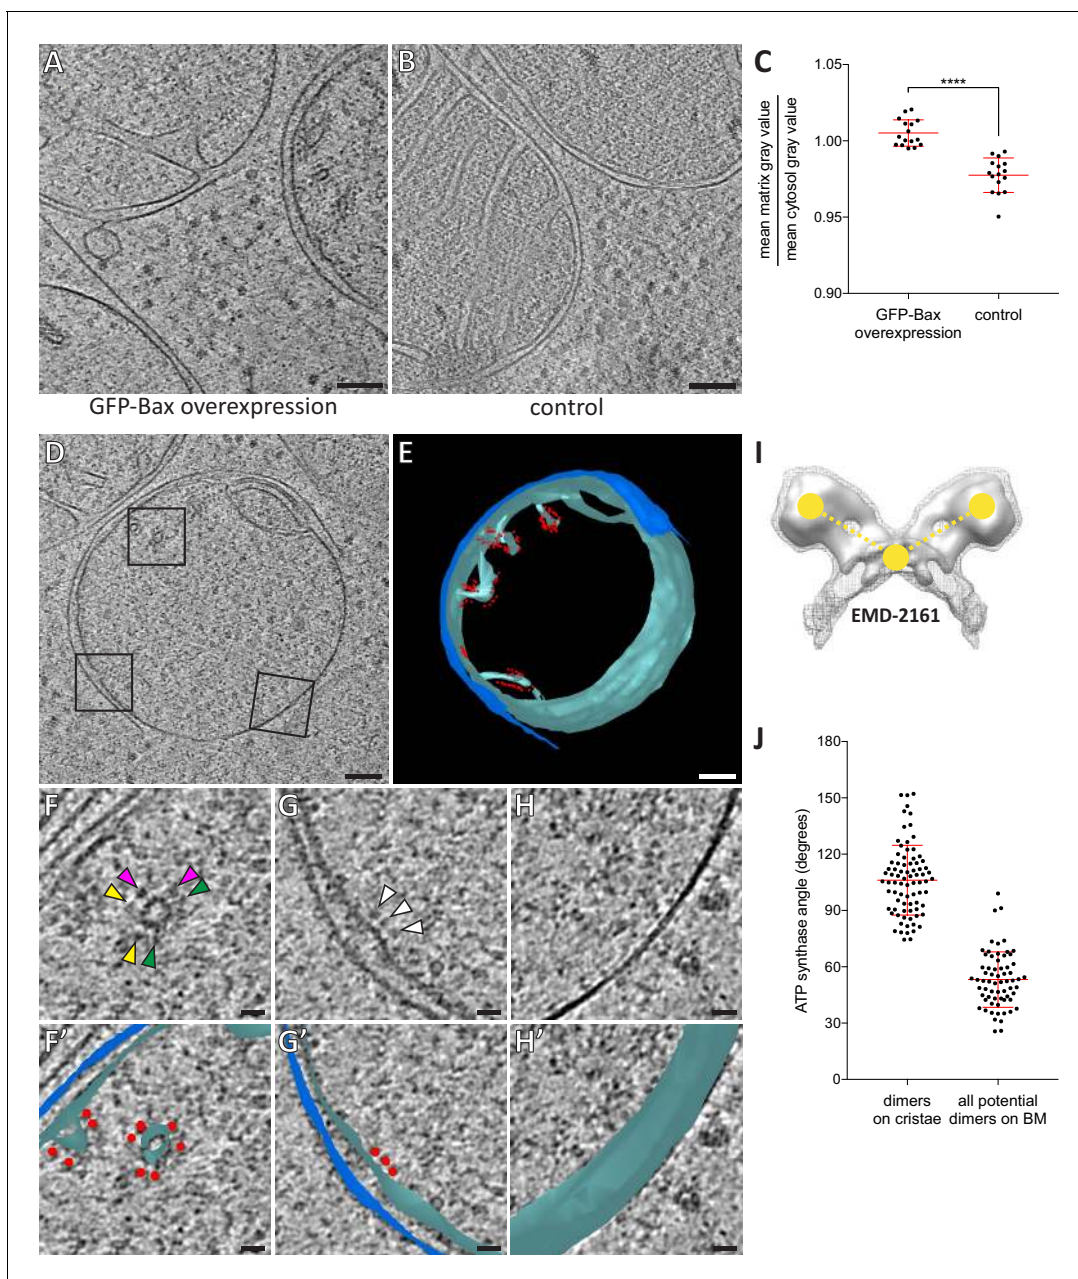 A
B
GFP-Bax overexpression
control
C
1.05
1.00
0.95
0.90
mean matrix gray value
mean cytosol gray value
****
GFP-Bax
overexpression
control
D
E
I
EMD-2161
F
G
H
F’
G’
H’
J
180
150
120
90
60
30
0
ATP synthase angle (degrees)
dimers
on cristae
all potential
dimers on BM